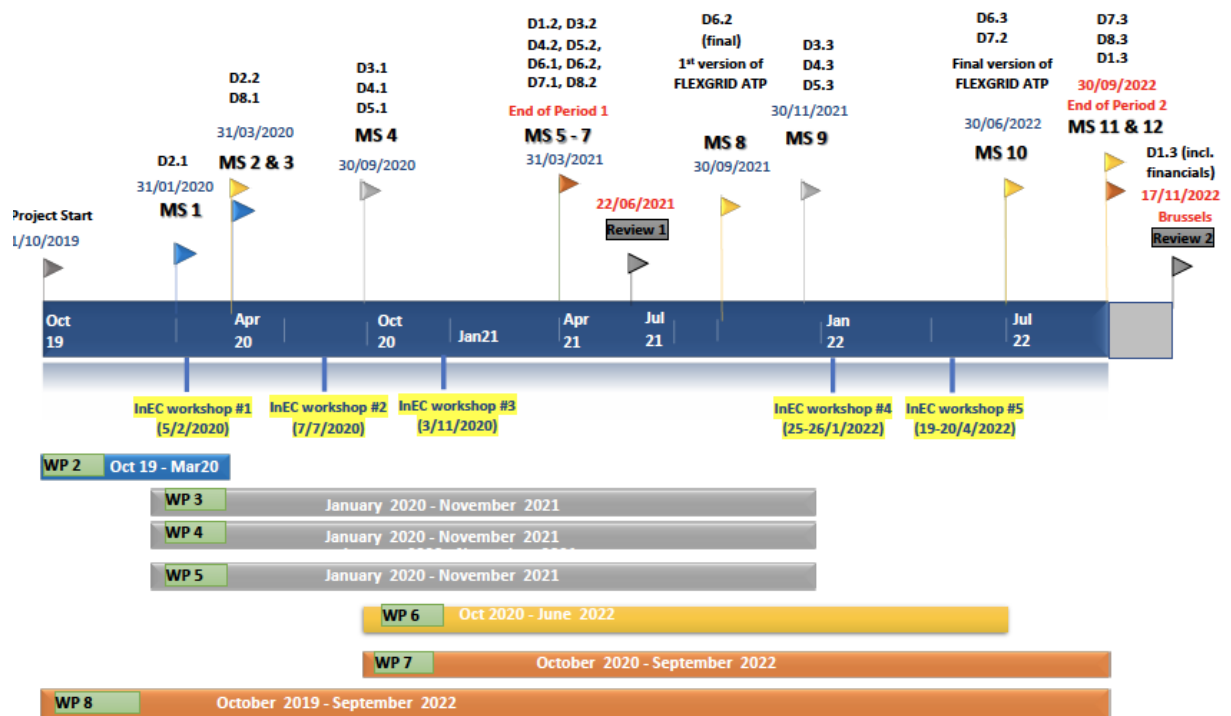 Project Start
1/10/2019
D2.1
31/01/2020
MS 1
D2.2
D8.1
31/03/2020
MS 2 & 3
D3.1
D4.1
D5.1
MS 4
30/09/2020
D1.2, D3.2
D4.2, D5.2,
D6.1, D6.2,
D7.1, D8.2
End of Period 1
MS 5 - 7
31/03/2021
22/06/2021
Review 1
D6.2
(final)
1st version of
FLEXGRID ATP
MS 8
30/09/2021
D3.3
D4.3
D5.3
30/11/2021
MS 9
D6.3
D7.2
Final version of
FLEXGRID ATP
30/06/2022
MS 10
D7.3
D8.3
D1.3
30/09/2022
End of Period 2
MS 11 & 12
D1.3 (incl.
financials)
17/11/2022
Brussels
Review 2
Oct
19
Apr
20
Oct
20
Jan21
Apr
21
Jul
21
Jan
22
Jul
22
InEC workshop #1
(5/2/2020)
InEC workshop #2
(7/7/2020)
InEC workshop #3
(3/11/2020)
InEC workshop #4
(25-26/1/2022)
InEC workshop #5
(19-20/4/2022)
WP 2 Oct 19 - Mar20
WP 3 January 2020 - November 2021
WP 4 January 2020 - November 2021
WP 5 January 2020 - November 2021
WP 6 Oct 2020 - June 2022
WP 7 October 2020 - September 2022
WP 8 October 2019 - September 2022